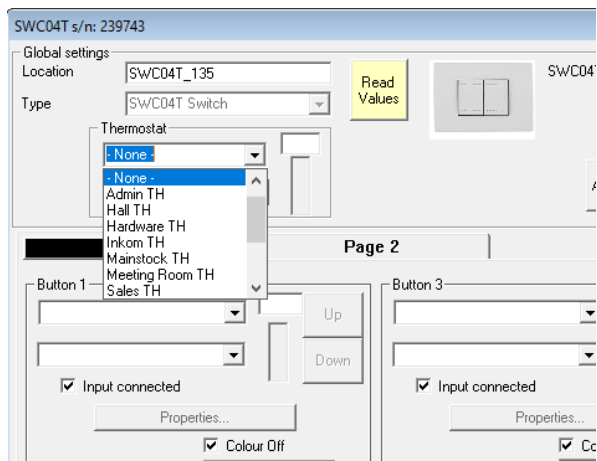 SWC04T s/n: 239743
Global settings
Location
SWC04T_135
Read
Values
Type
SWC04T Switch
Thermostat
- None -
- None -
Admin TH
Hall TH
Hardware TH
Inkom TH
Mainstock TH
Meeting Room TH
Sales TH
Page 2
Button 1
Up
Down
Input connected
Properties...
Colour Off
Button 3
Input connected
Properties...